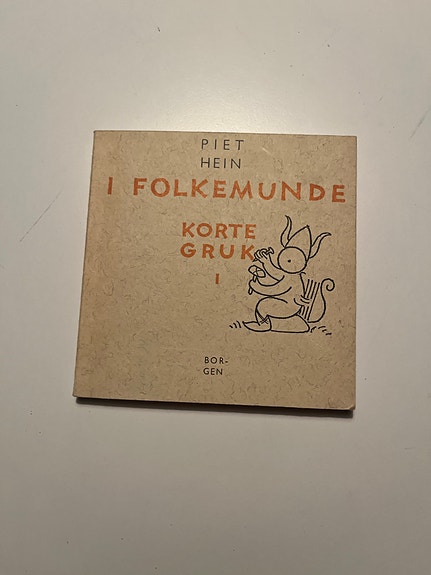 PIET
HEIN
I FOLKEMUNDE
KORTE
GRUK
I
BOR-
GEN